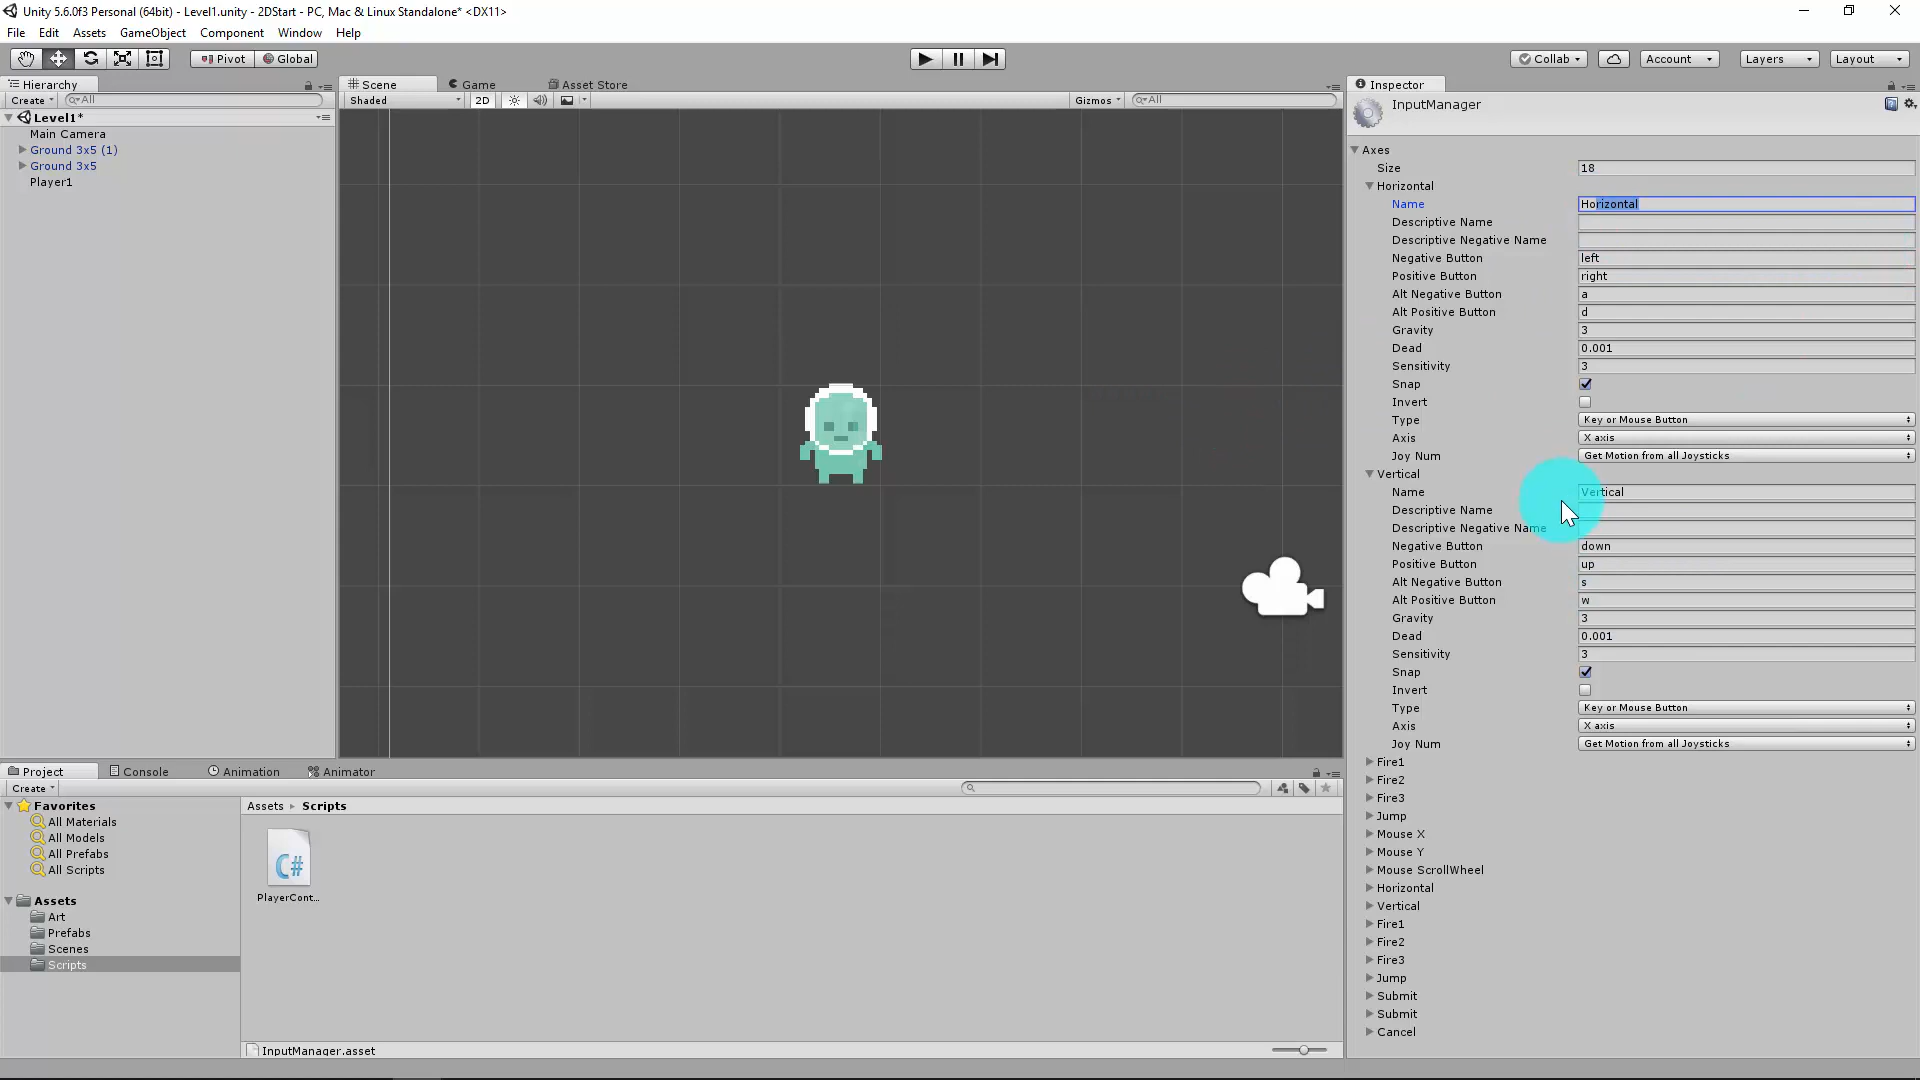 Unity 5.6.0f3 Personal (64bit) - Level1.unity - 2DStart - PC, Mac & Linux Standalone* <DX11>
File Edit Assets GameObject Component Window Help
Pivot Global Collab Account Layers Layout
Hierarchy
Create All
Level1*
Main Camera
Ground 3x5 (1)
Ground 3x5
Player1
Scene Game Asset Store
Shaded 2D Gizmos All
Inspector
InputManager
Axes
Size 18
Horizontal
Name Horizontal
Descriptive Name
Descriptive Negative Name
Negative Button left
Positive Button right
Alt Negative Button a
Alt Positive Button d
Gravity 3
Dead 0.001
Sensitivity 3
Snap
Invert
Type Key or Mouse Button
Axis X axis
Joy Num Get Motion from all Joysticks
Vertical
Name Vertical
Descriptive Name
Descriptive Negative Name
Negative Button down
Positive Button up
Alt Negative Button s
Alt Positive Button w
Gravity 3
Dead 0.001
Sensitivity 3
Snap
Invert
Type Key or Mouse Button
Axis X axis
Joy Num Get Motion from all Joysticks
Fire1
Fire2
Fire3
Jump
Mouse X
Mouse Y
Mouse ScrollWheel
Horizontal
Vertical
Fire1
Fire2
Fire3
Jump
Submit
Submit
Cancel
Project Console Animation Animator
Create
Favorites
All Materials
All Models
All Prefabs
All Scripts
Assets
Art
Prefabs
Scenes
Scripts
Assets Scripts
C#
PlayerCont...
InputManager.asset